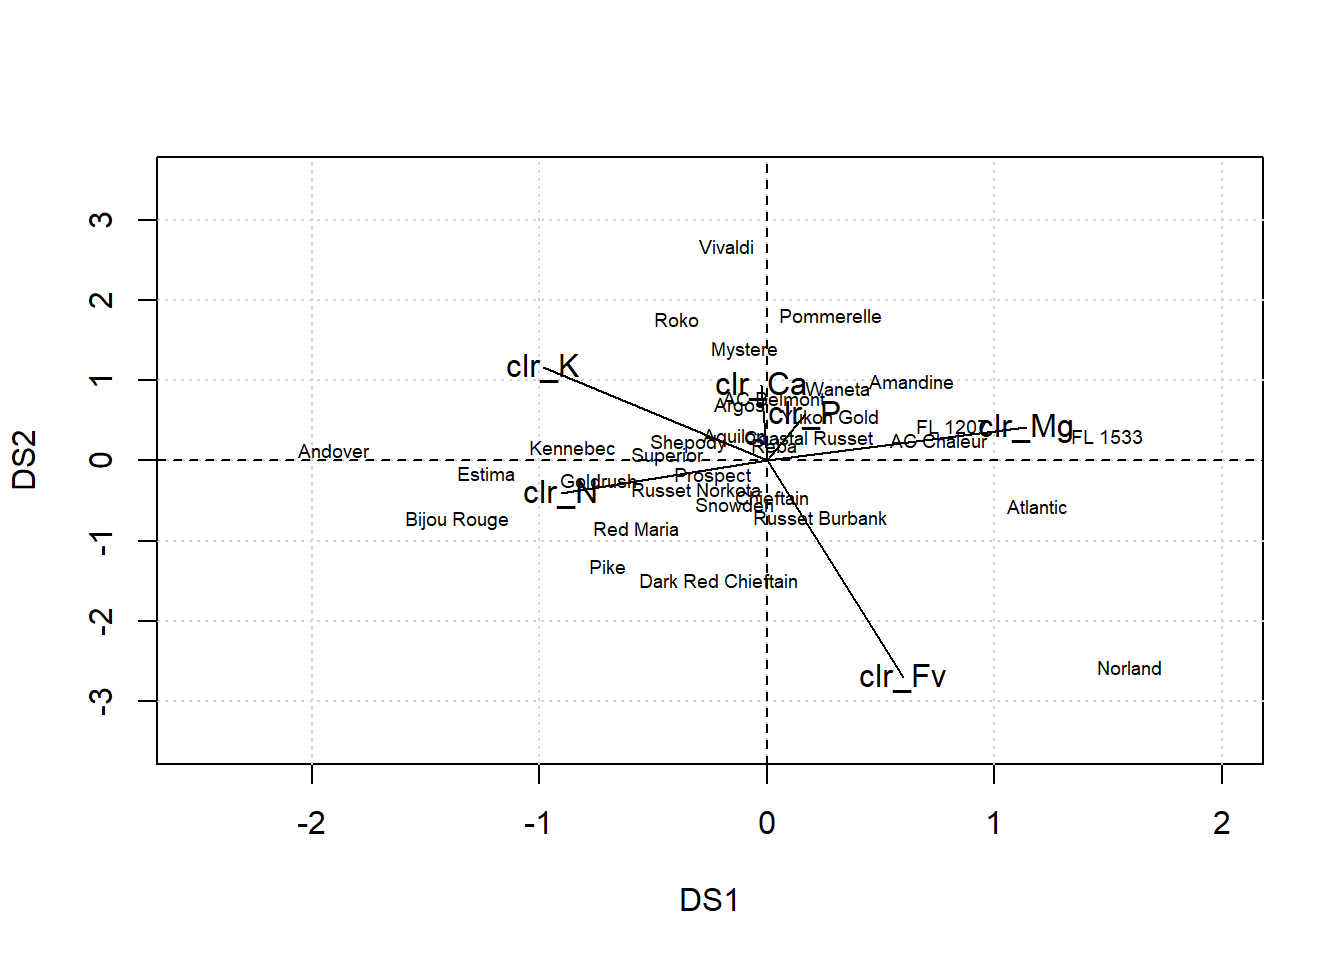 3
Vivaldi
2
Roko
Pommerelle
Mystere
clr_K
1
clr_Ca
Waneta
Amandine
AC Belmont
Argos
clr_P
FL 1207
clr_Mg
FL 1533
Aquilon
Coastal Russet
AC Chaleur
Shepody
Reba
Kennebec
Andover
Superior
0
DS2
Estima
Prospect
Goldrush
clr_N
Russet Norkota
Chieftain
Snowden
Atlantic
Bijou Rouge
Russet Burbank
Red Maria
-1
Pike
Dark Red Chieftain
-2
Norland
clr_Fv
-3
-2
-1
0
1
2
DS1